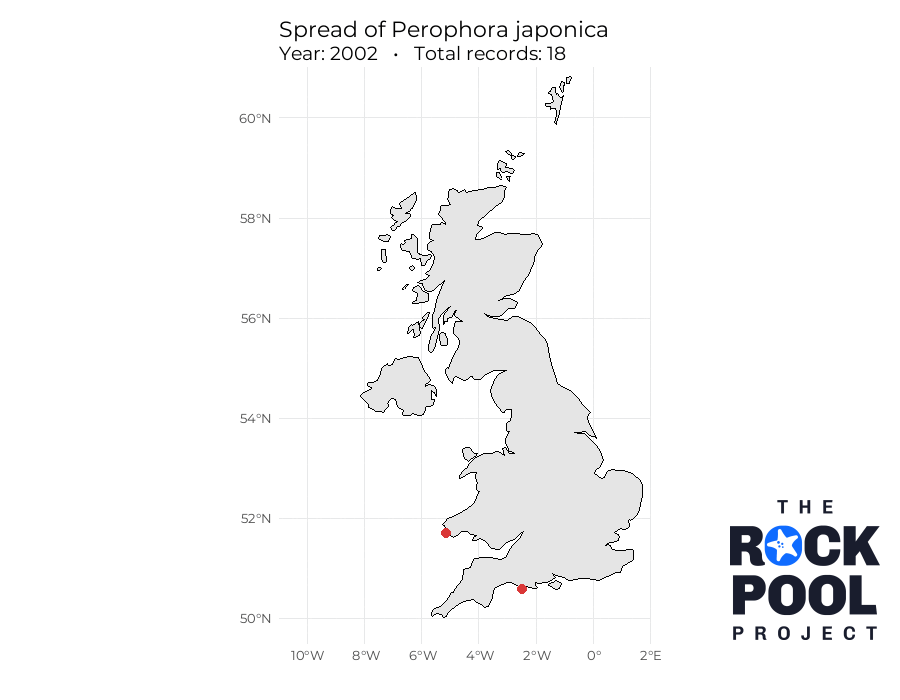 Spread of Perophora japonica
Year: 2002 • Total records: 18
60°N
58°N
56°N
54°N
52°N
50°N
10°W 8°W 6°W 4°W 2°W 0° 2°E
THE
ROCK
POOL
PROJECT